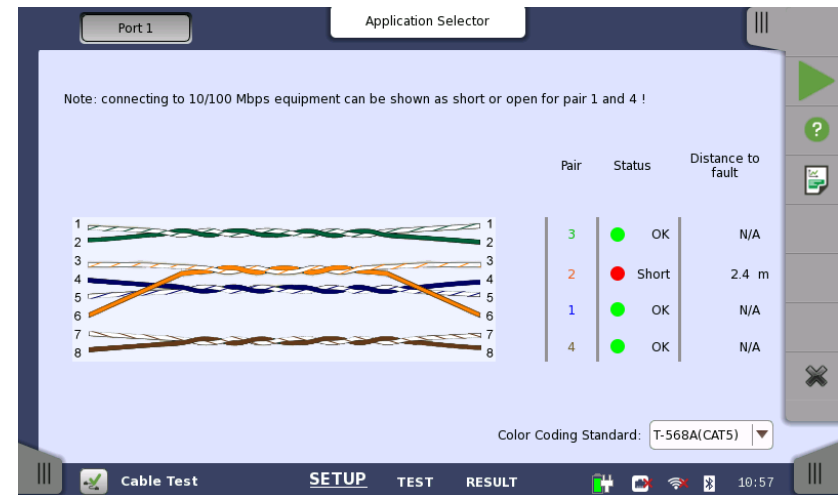 Port 1
Application Selector
Note: connecting to 10/100 Mbps equipment can be shown as short or open for pair 1 and 4 !
Pair Status Distance to fault
1 1
2 2
3 3
4 4
5 5
6 6
7 7
8 8
3 OK N/A
2 Short 2.4 m
1 OK N/A
4 OK N/A
Color Coding Standard: T-568A(CAT5)
Cable Test SETUP TEST RESULT 10:57
?